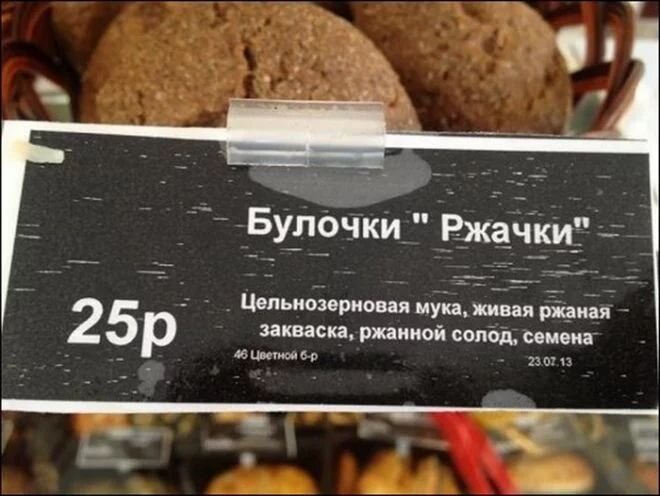 Булочки " Ржачки"
25р
Цельнозерновая мука, живая ржаная
закваска, ржанной солод, семена
46 Цветной б-р
23.07.13